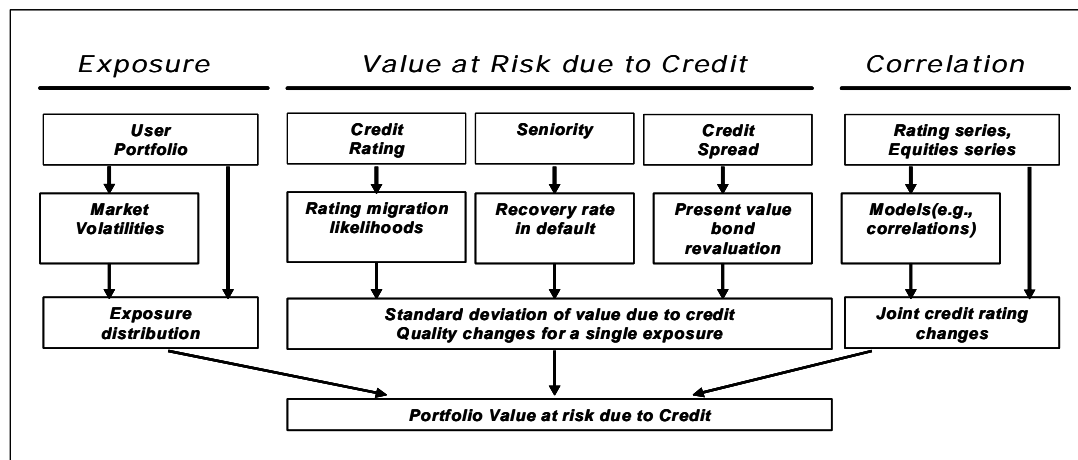 Exposure
Value at Risk due to Credit
Correlation
User
Portfolio
Credit
Rating
Seniority
Credit
Spread
Rating series,
Equities series
Market
Volatilities
Rating migration
likelihoods
Recovery rate
in default
Present value
bond
revaluation
Models(e.g.,
correlations)
Exposure
distribution
Standard deviation of value due to credit
Quality changes for a single exposure
Joint credit rating
changes
Portfolio Value at risk due to Credit